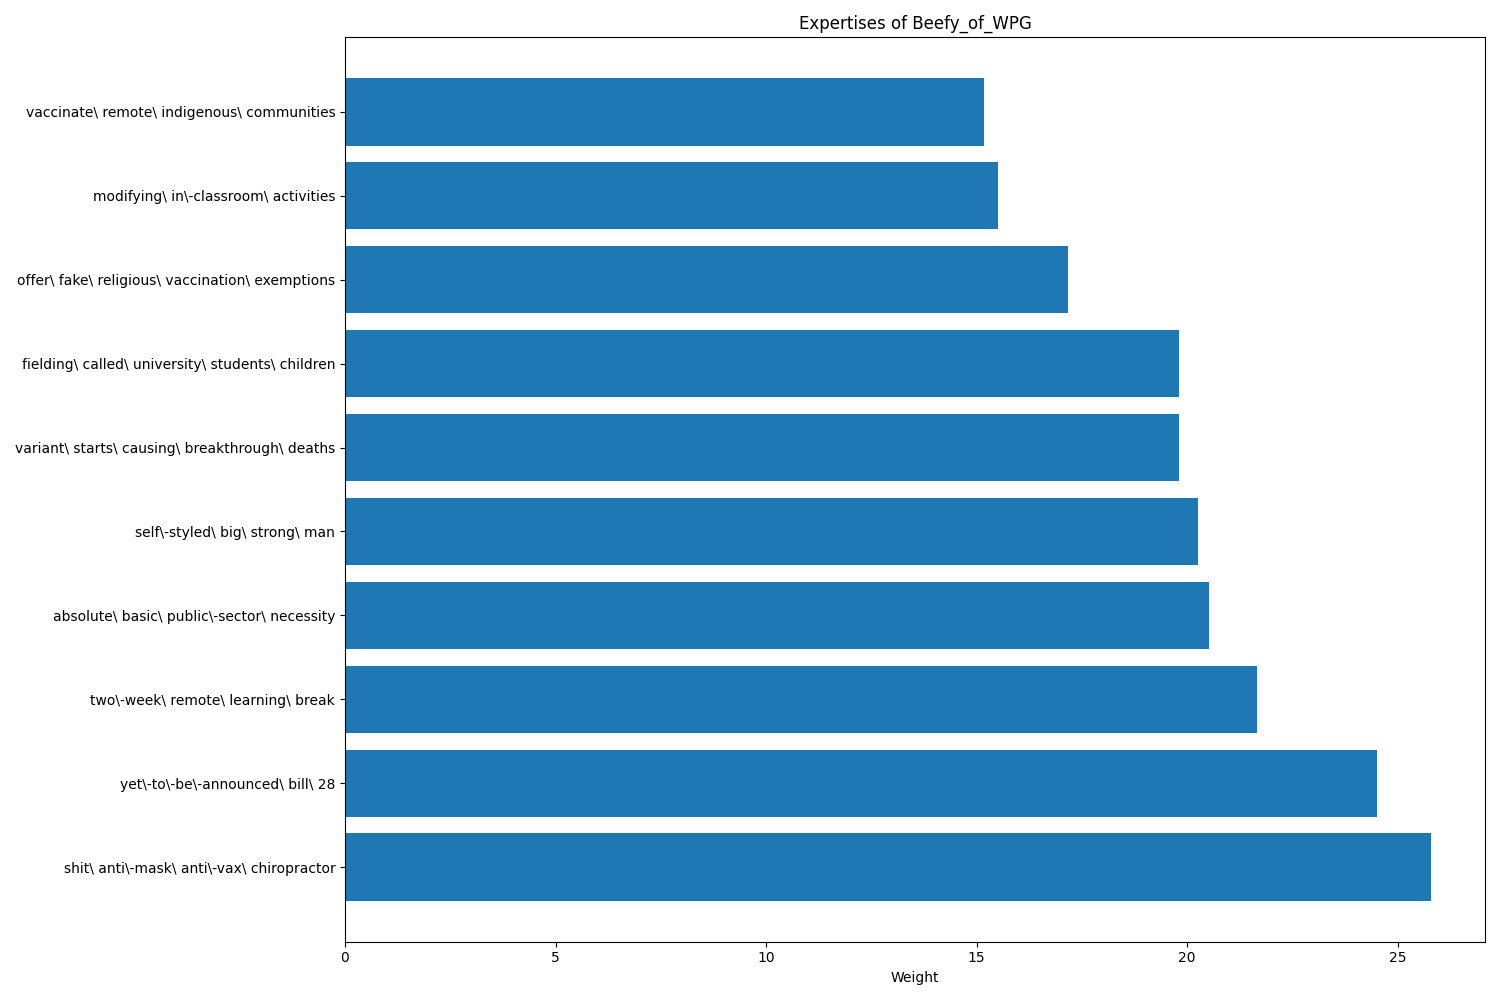 Expertises of Beefy_of_WPG
vaccinate\ remote\ indigenous\ communities
modifying\ in\-classroom\ activities
offer\ fake\ religious\ vaccination\ exemptions
fielding\ called\ university\ students\ children
variant\ starts\ causing\ breakthrough\ deaths
self\-styled\ big\ strong\ man
absolute\ basic\ public\-sector\ necessity
two\-week\ remote\ learning\ break
yet\-to\-be\-announced\ bill\ 28
shit\ anti\-mask\ anti\-vax\ chiropractor
0 5 10 15 20 25
Weight